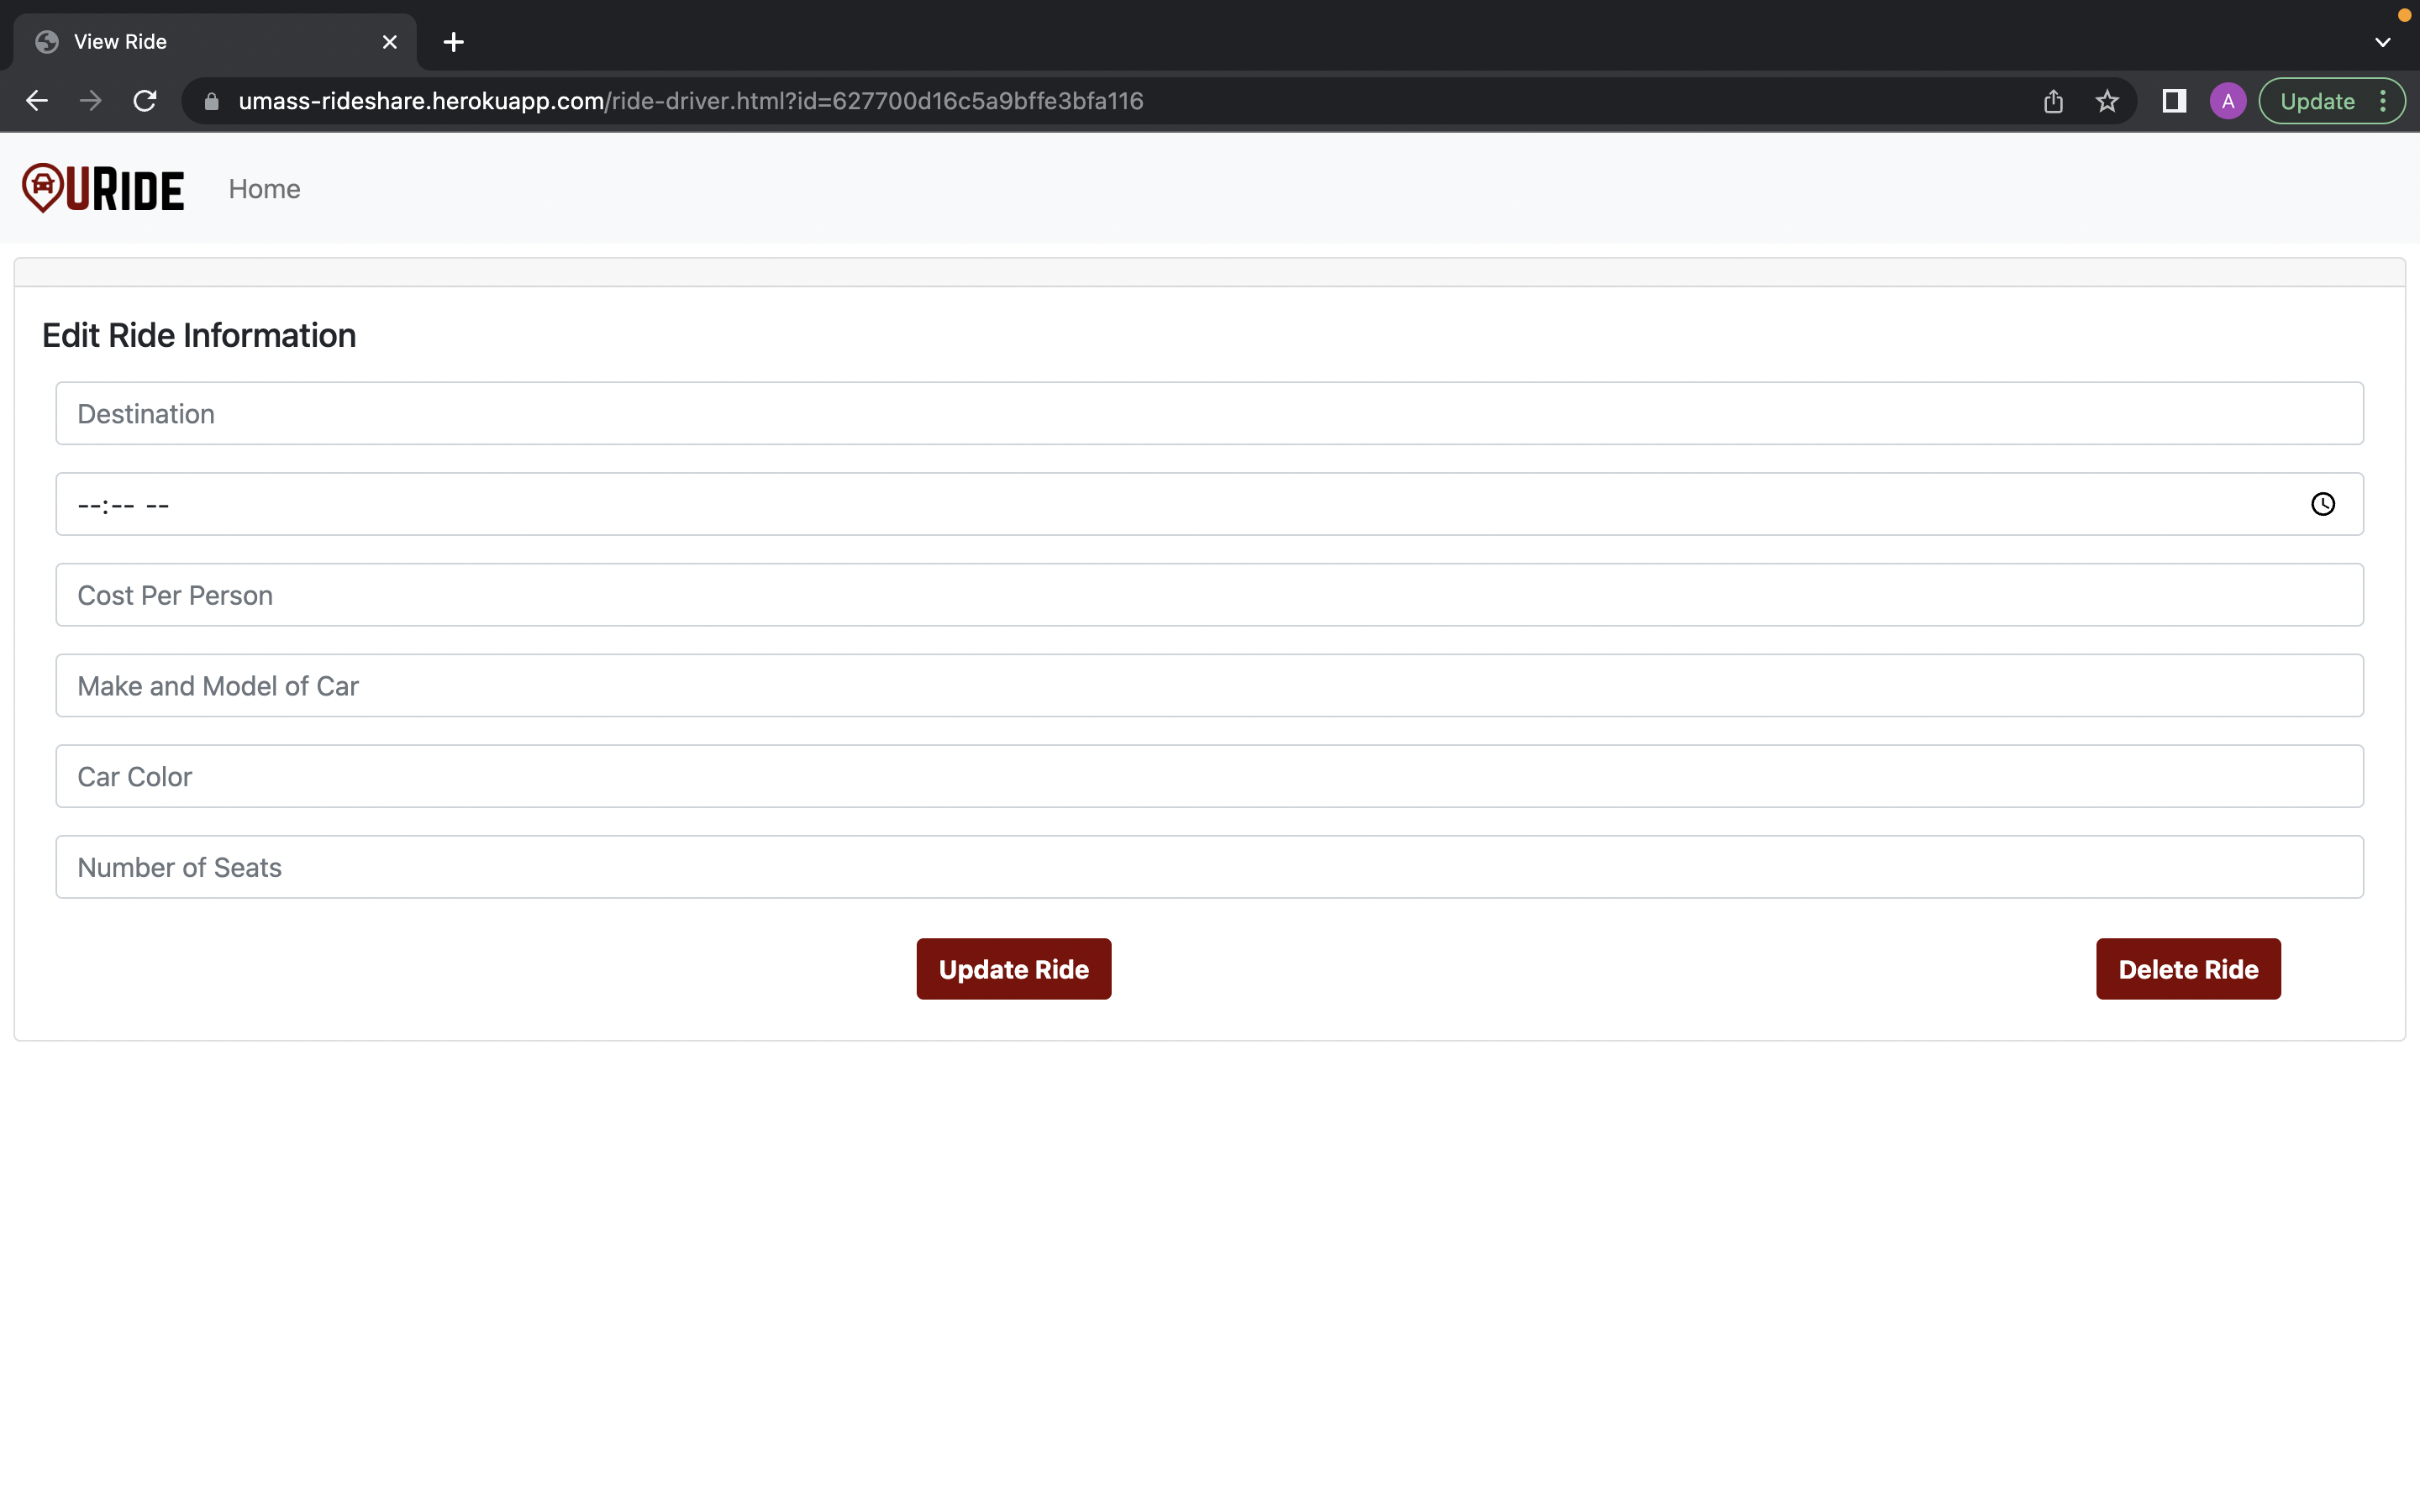 View Ride
umass-rideshare.herokuapp.com/ride-driver.html?id=627700d16c5a9bffe3bfa116
A
Update
URIDE
Home
Edit Ride Information
Destination
--:-- --
Cost Per Person
Make and Model of Car
Car Color
Number of Seats
Update Ride
Delete Ride